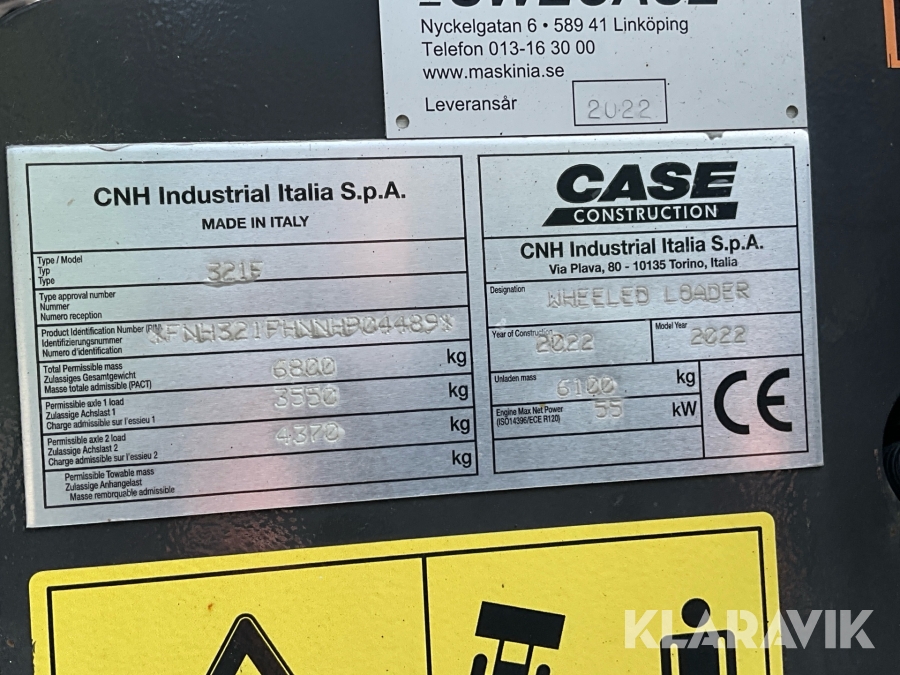 Nyckelgatan 6 • 589 41 Linköping
Telefon 013-16 30 00
www.maskinia.se
Leveransår 2022
CNH Industrial Italia S.p.A.
MADE IN ITALY
Type / Model
Typ
Type
321F
Type approval number
Nummer
Numero reception
Product Identification Number (PIN)
Identifizierungsnummer
Numero d'identification
*FNH321FHNNHB04489*
Total Permissible mass
Zulassiges Gesamtgewicht
Masse totale admissible (PACT)
6800 kg
Permissible axle 1 load
Zulassige Achslast 1
Charge admissible sur l'essieu 1
3550 kg
Permissible axle 2 load
Zulassige Achslast 2
Charge admissible sur l'essieu 2
4370 kg
Permissible Towable mass
Zulassige Anhangelast
Masse remorquable admissible
kg
CASE
CONSTRUCTION
CNH Industrial Italia S.p.A.
Via Plava, 80 - 10135 Torino, Italia
Designation WHEELED LOADER
Year of Construction 2022
Model Year 2022
Unladen mass 6100 kg
Engine Max Net Power
(ISO14396/ECE R120)
55 kW
CE
KLARAVIK